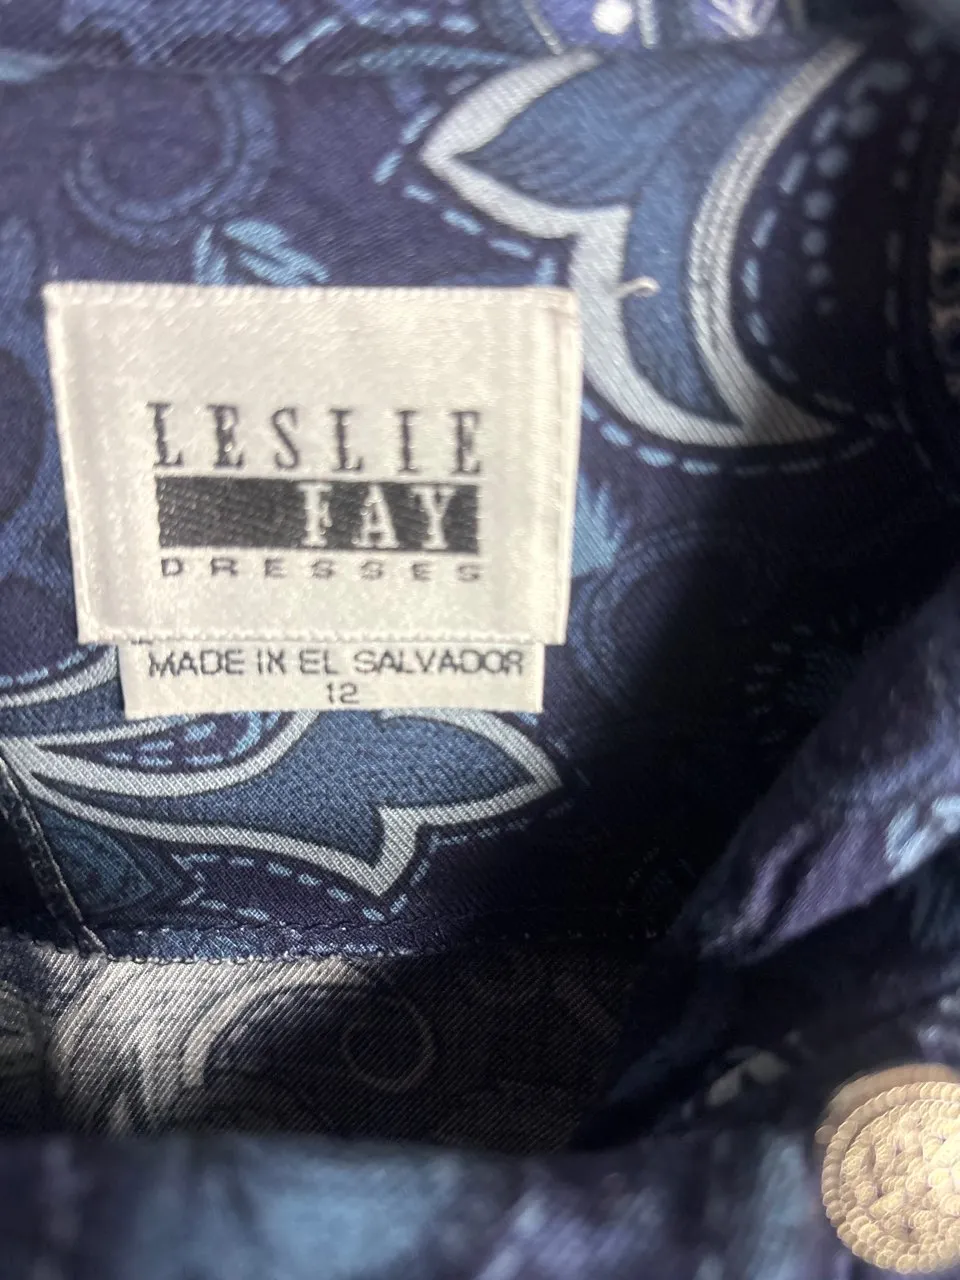 LESLIE
FAY
DRESSES
MADE IN EL SALVADOR
12